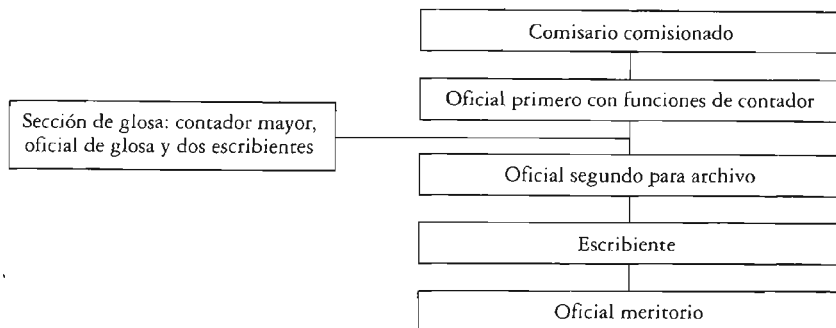 Comisario comisionado
Oficial primero con funciones de contador
Sección de glosa: contador mayor,
oficial de glosa y dos escribientes
Oficial segundo para archivo
Escribiente
Oficial meritorio